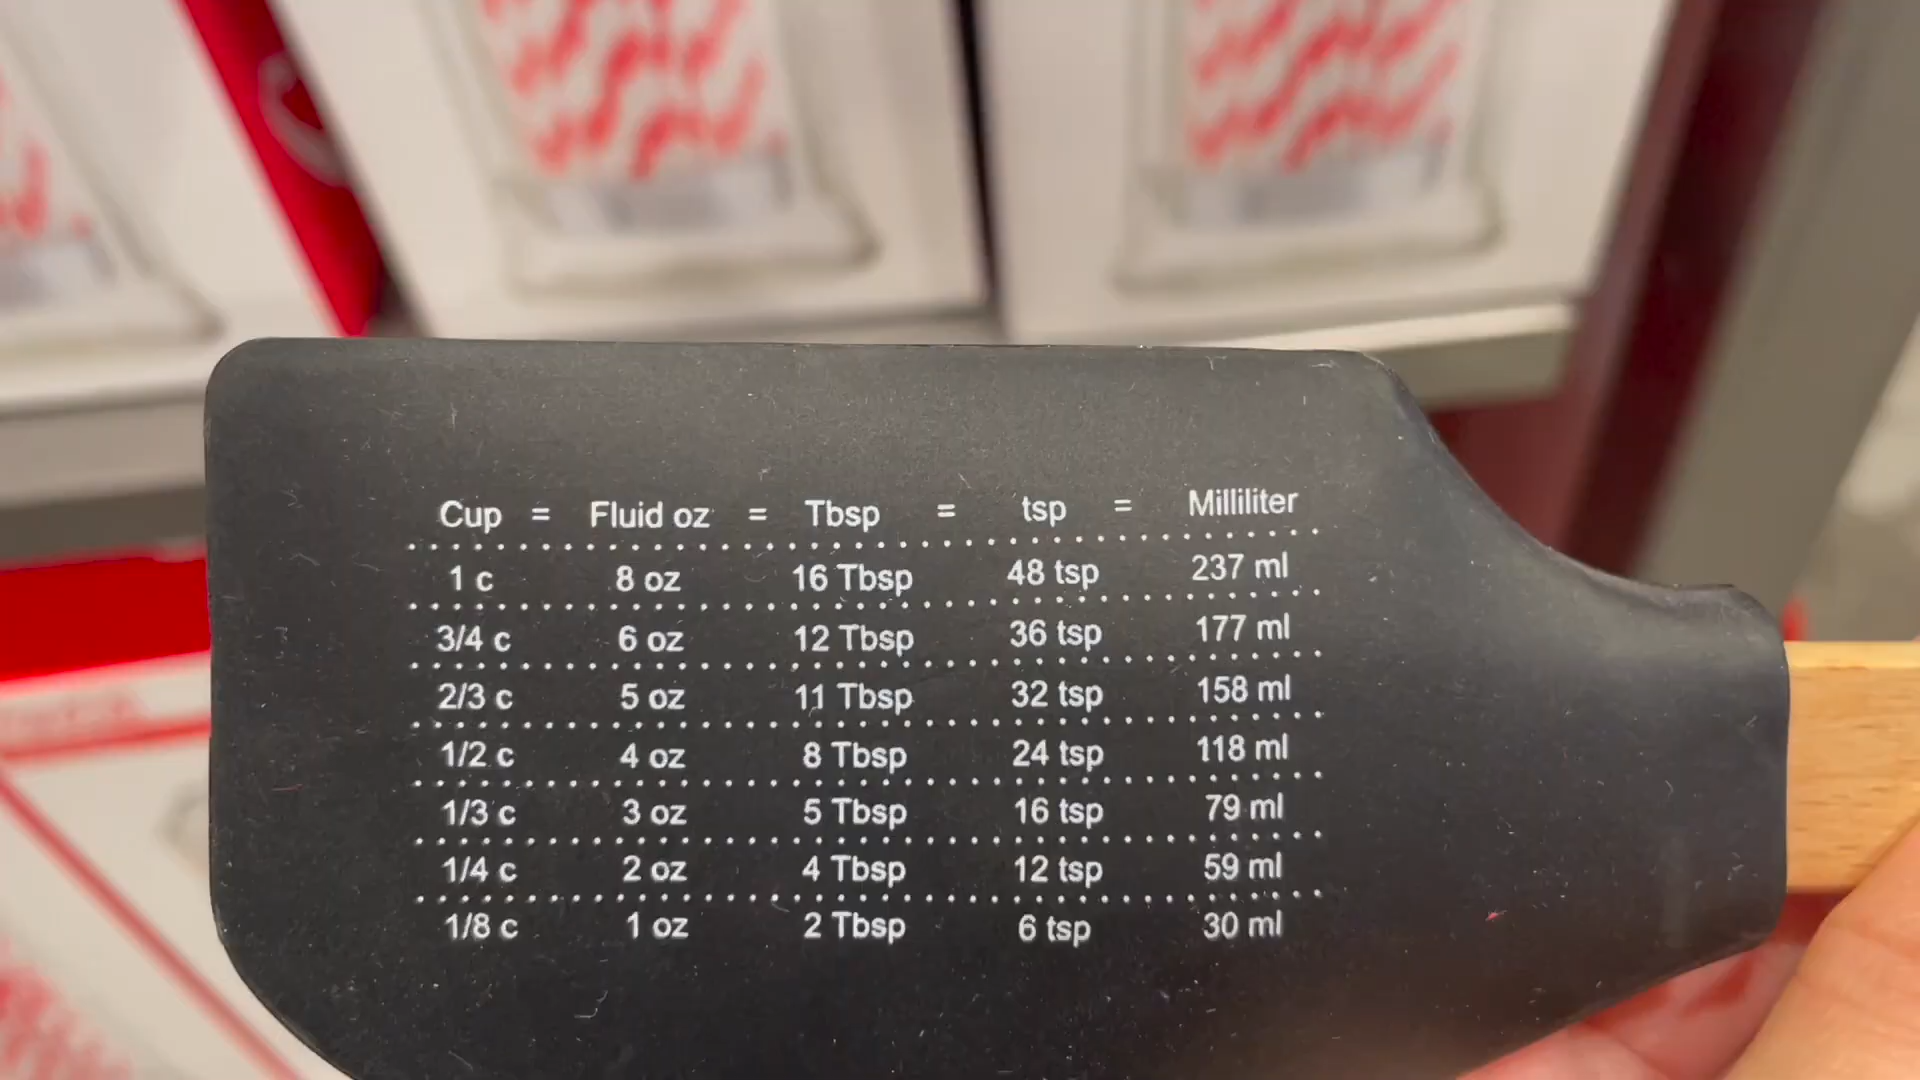 Cup = Fluid oz = Tbsp = tsp = Milliliter
1 c 8 oz 16 Tbsp 48 tsp 237 ml
3/4 c 6 oz 12 Tbsp 36 tsp 177 ml
2/3 c 5 oz 11 Tbsp 32 tsp 158 ml
1/2 c 4 oz 8 Tbsp 24 tsp 118 ml
1/3 c 3 oz 5 Tbsp 16 tsp 79 ml
1/4 c 2 oz 4 Tbsp 12 tsp 59 ml
1/8 c 1 oz 2 Tbsp 6 tsp 30 ml